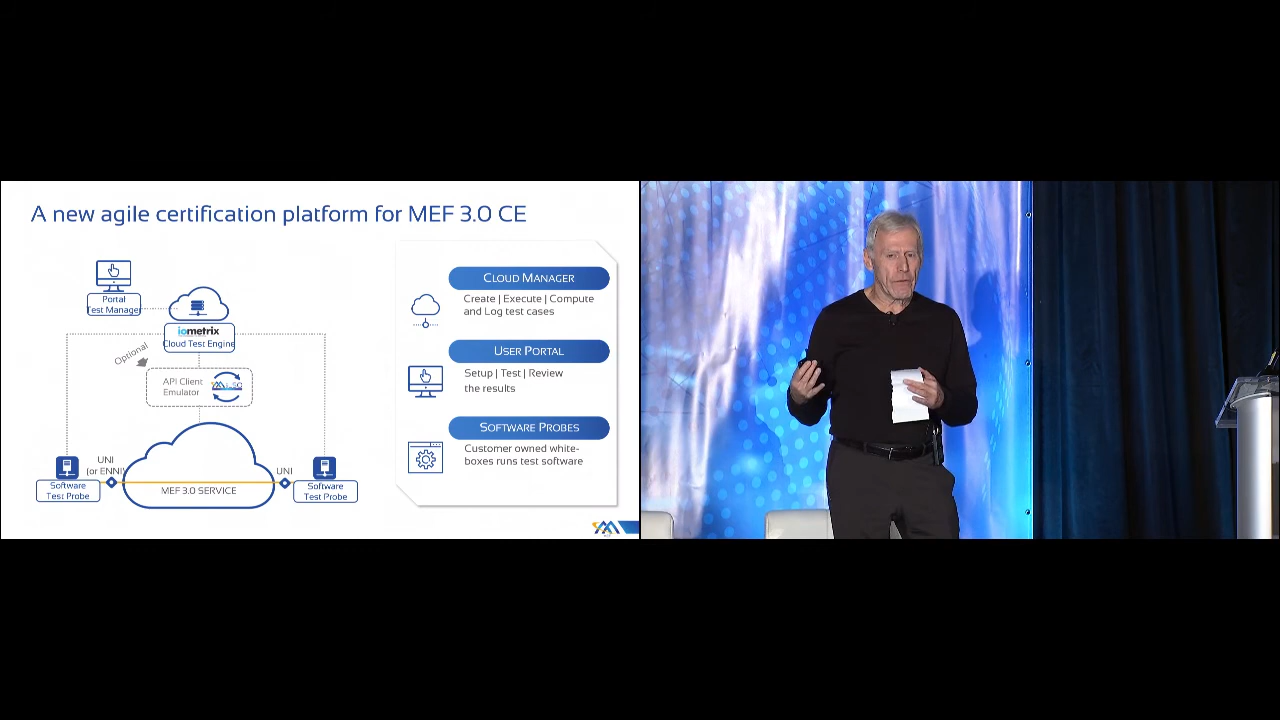 A new agile certification platform for MEF 3.0 CE
Portal
Test Manager
iometrix
Cloud Test Engine
Optional
API Client
Emulator
UNI
(or ENNI)
UNI
Software
Test Probe
MEF 3.0 SERVICE
Software
Test Probe
CLOUD MANAGER
Create | Execute | Compute
and Log test cases
USER PORTAL
Setup | Test | Review
the results
SOFTWARE PROBES
Customer owned white-
boxes runs test software